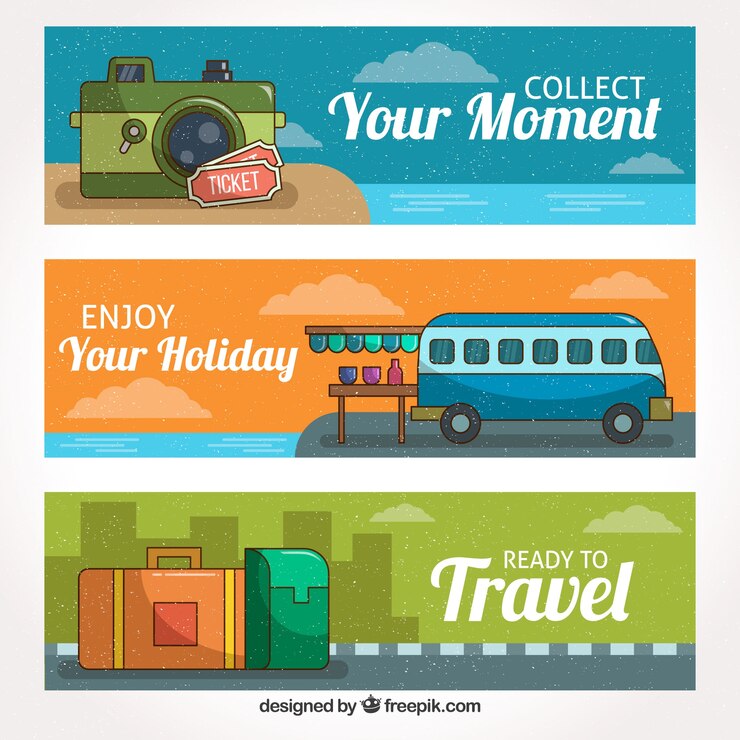 COLLECT
Your Moment
TICKET
ENJOY
Your Holiday
READY TO
Travel
designed by freepik.com